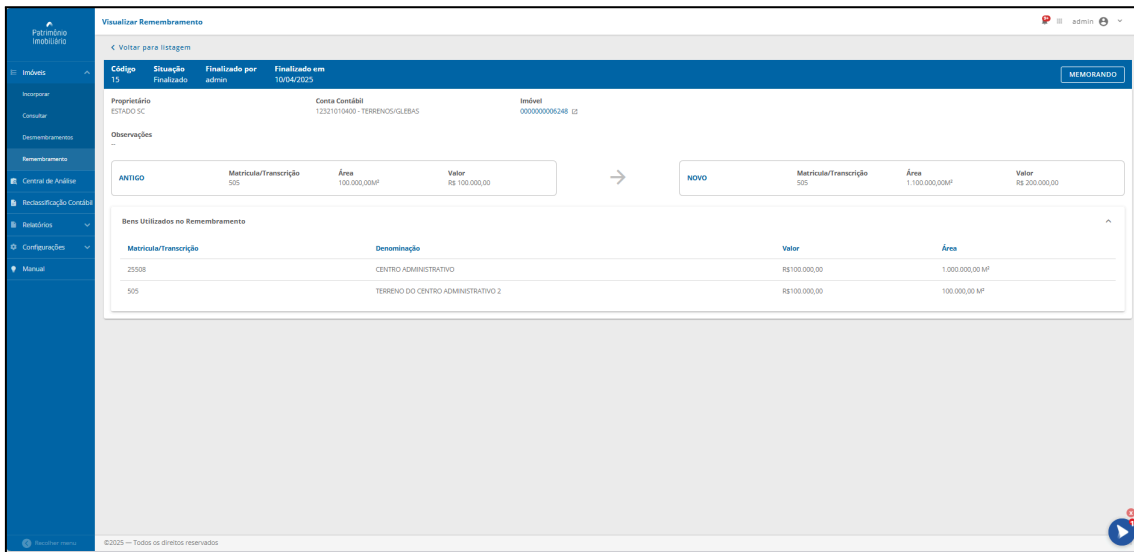 Patrimônio
Imobiliário
Visualizar Remembramento
9+
admin
Voltar para listagem
Imóveis
Incorporar
Consultar
Desmembramentos
Remembramento
Central de Análise
Reclassificação Contábil
Relatórios
Configurações
Manual
Recolher menu
Código Situação Finalizado por Finalizado em
15 Finalizado admin 10/04/2025
MEMORANDO
Proprietário Conta Contábil Imóvel
ESTADO SC 12321010400 - TERRENOS/GLEBAS 0000000006248
Observações
--
ANTIGO
Matrícula/Transcrição Área Valor
505 100.000,00M² R$ 100.000,00
NOVO
Matrícula/Transcrição Área Valor
505 1.100.000,00M² R$ 200.000,00
Bens Utilizados no Remembramento
Matrícula/Transcrição Denominação Valor Área
25508 CENTRO ADMINISTRATIVO R$100.000,00 1.000.000,00 M²
505 TERRENO DO CENTRO ADMINISTRATIVO 2 R$100.000,00 100.000,00 M²
©2025 — Todos os direitos reservados